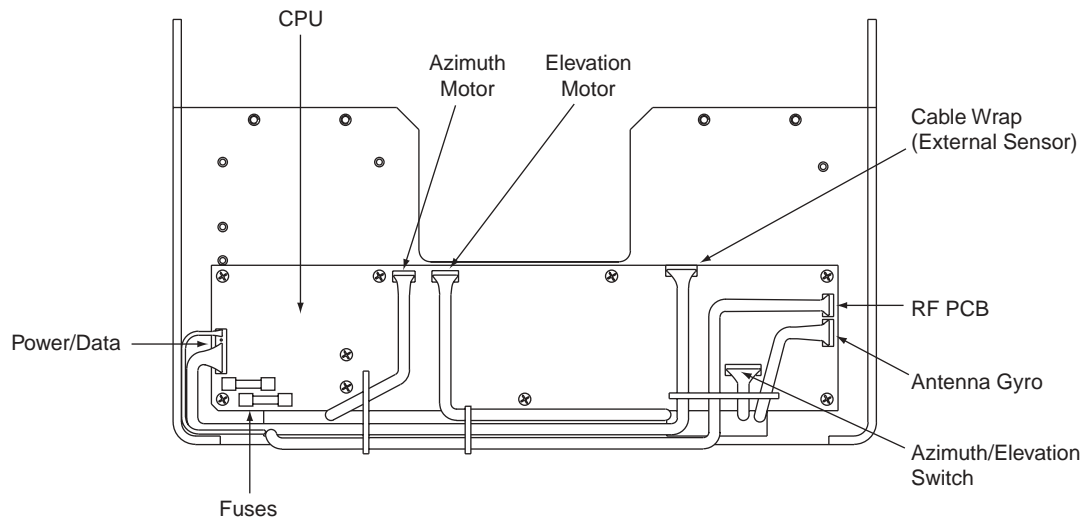 CPU
Azimuth
Motor
Elevation
Motor
Cable Wrap
(External Sensor)
RF PCB
Power/Data
Antenna Gyro
Azimuth/Elevation
Switch
Fuses